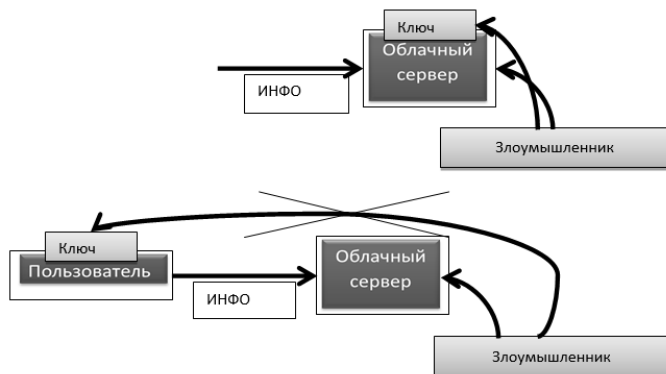 Ключ
Облачный
сервер
ИНФО
Злоумышленник
Ключ
Пользователь
Облачный
сервер
ИНФО
Злоумышленник